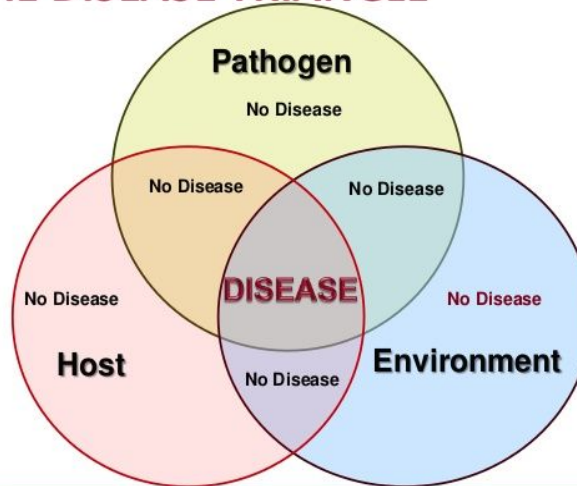 Pathogen
No Disease
No Disease
No Disease
DISEASE
No Disease
No Disease
Host
Environment
No Disease